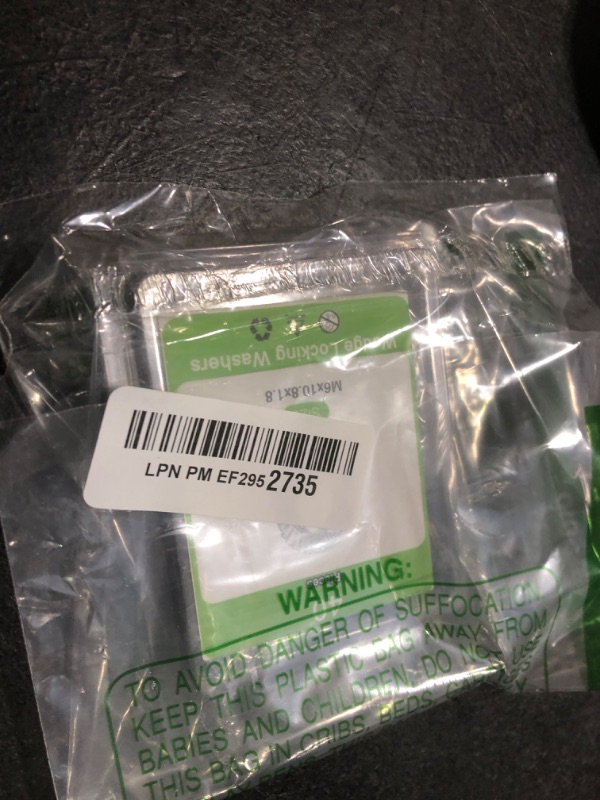 Wedge Locking Washers
M6x10.8x1.8
LPN PM EF295 2735
WARNING:
TO AVOID DANGER OF SUFFOCATION
KEEP THIS PLASTIC BAG AWAY FROM
BABIES AND CHILDREN. DO NOT USE
THIS BAG IN CRIBS, BEDS,